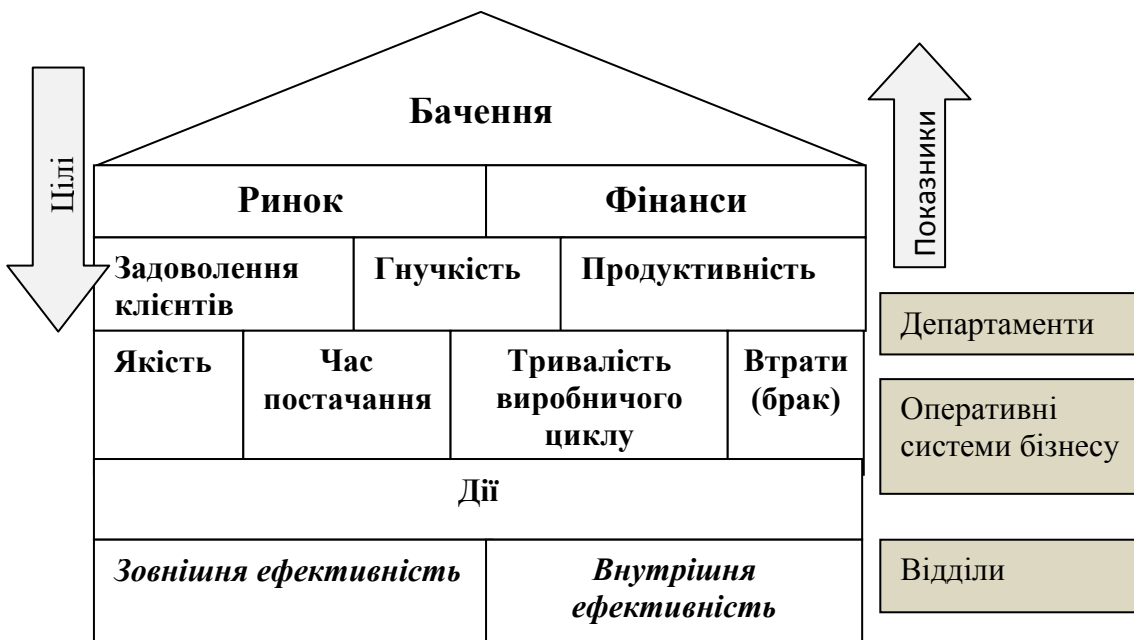 Бачення
Цілі
Показники
Ринок
Фінанси
Задоволення
клієнтів
Гнучкість
Продуктивність
Департаменти
Якість
Час
постачання
Тривалість
виробничого
циклу
Втрати
(брак)
Оперативні
системи бізнесу
Дії
Зовнішня ефективність
Внутрішня
ефективність
Відділи